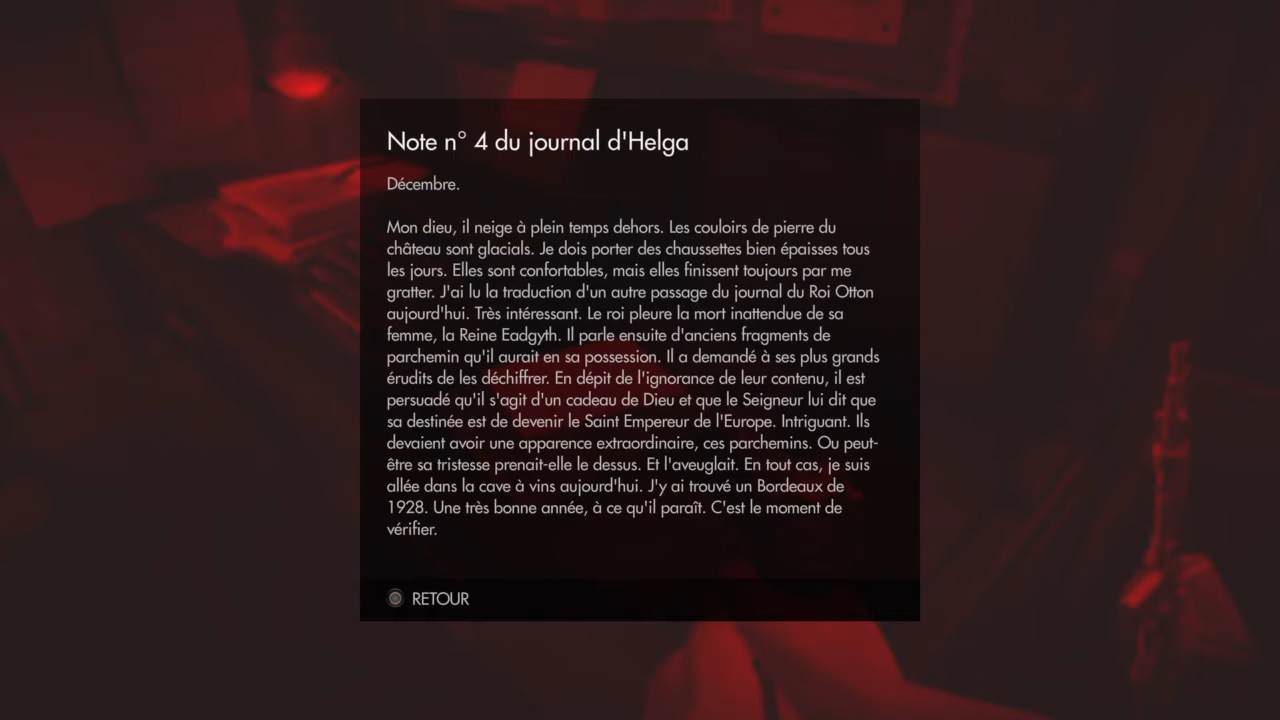 Note n° 4 du journal d'Helga
Décembre.
Mon dieu, il neige à plein temps dehors. Les couloirs de pierre du
château sont glacials. Je dois porter des chaussettes bien épaisses tous
les jours. Elles sont confortables, mais elles finissent toujours par me
gratter. J'ai lu la traduction d'un autre passage du journal du Roi Otton
aujourd'hui. Très intéressant. Le roi pleure la mort inattendue de sa
femme, la Reine Eadgyth. Il parle ensuite d'anciens fragments de
parchemin qu'il aurait en sa possession. Il a demandé à ses plus grands
érudits de les déchiffrer. En dépit de l'ignorance de leur contenu, il est
persuadé qu'il s'agit d'un cadeau de Dieu et que le Seigneur lui dit que
sa destinée est de devenir le Saint Empereur de l'Europe. Intriguant. Ils
devaient avoir une apparence extraordinaire, ces parchemins. Ou peut-
être sa tristesse prenait-elle le dessus. Et l'aveuglait. En tout cas, je suis
allée dans la cave à vins aujourd'hui. J'y ai trouvé un Bordeaux de
1928. Une très bonne année, à ce qu'il paraît. C'est le moment de
vérifier.
RETOUR